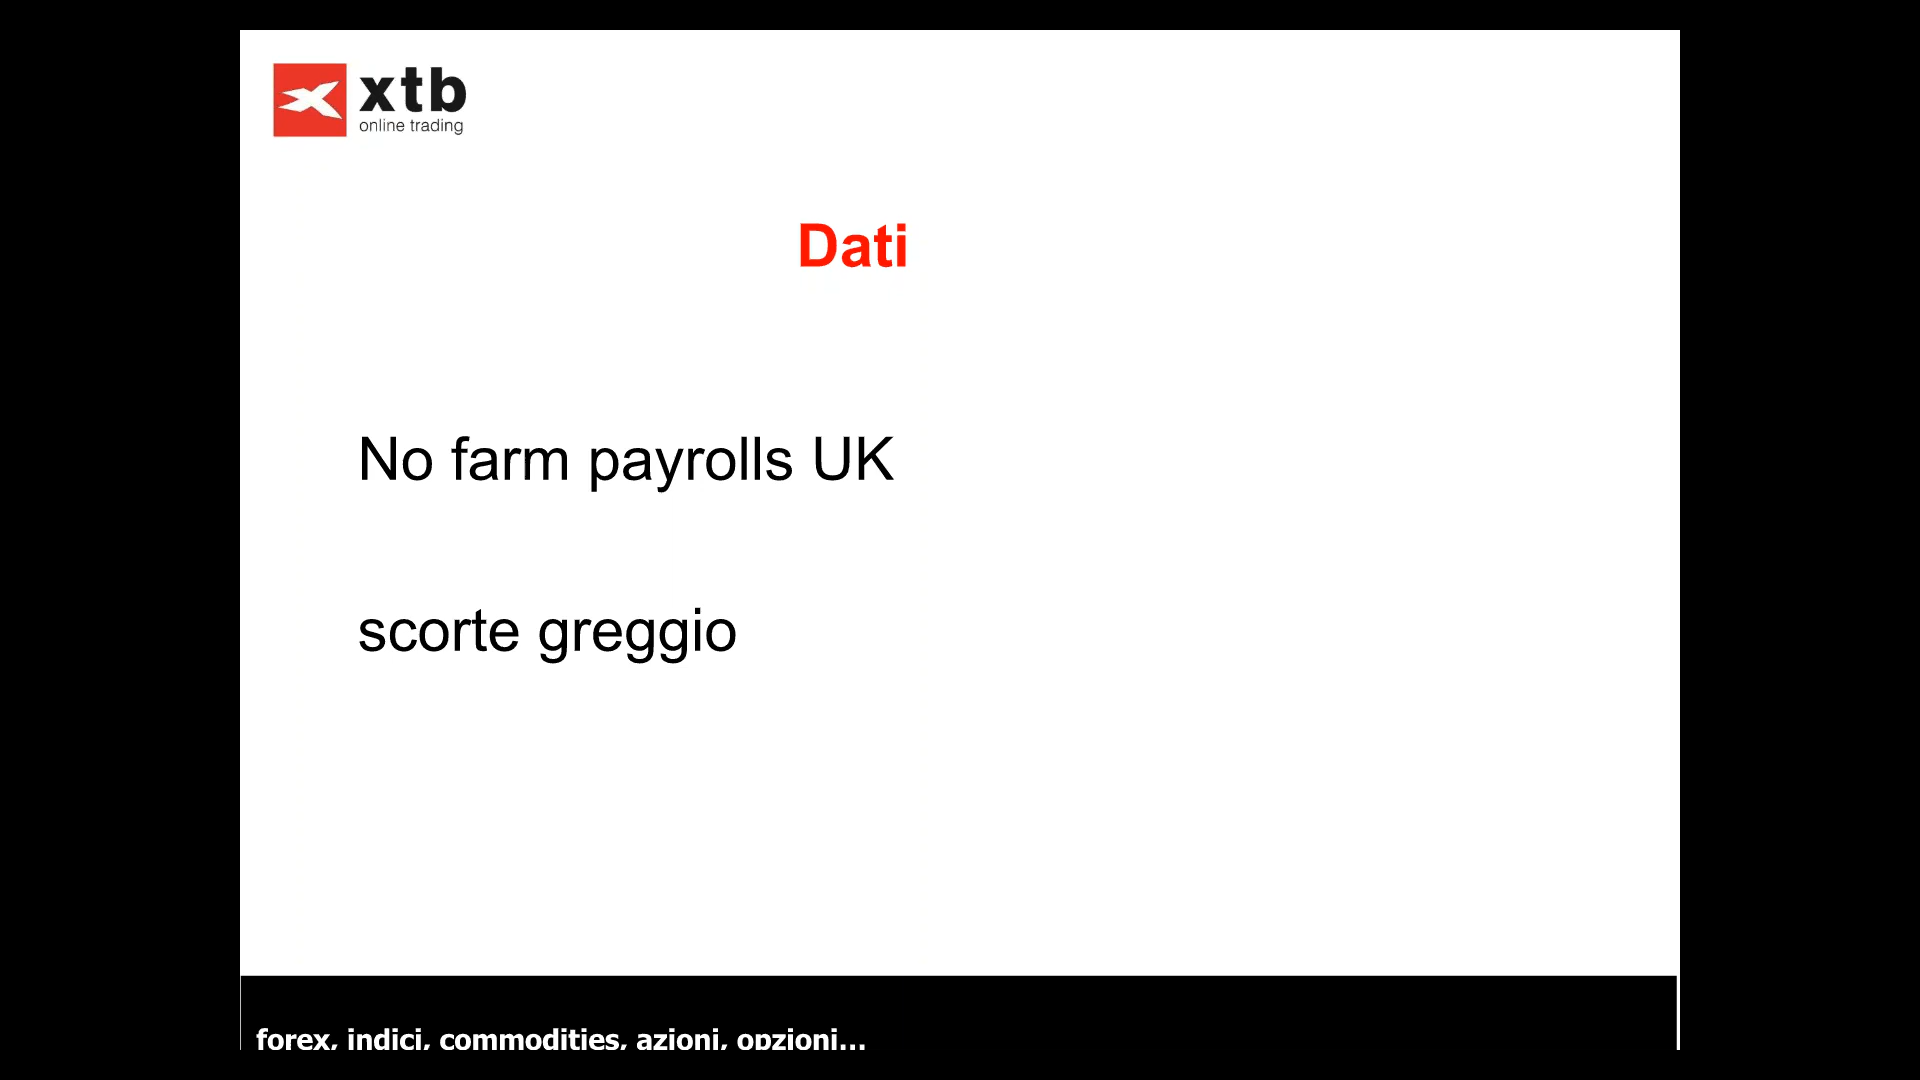 xtb
online trading
Dati
No farm payrolls UK
scorte greggio
forex, indici, commodities, azioni, opzioni...